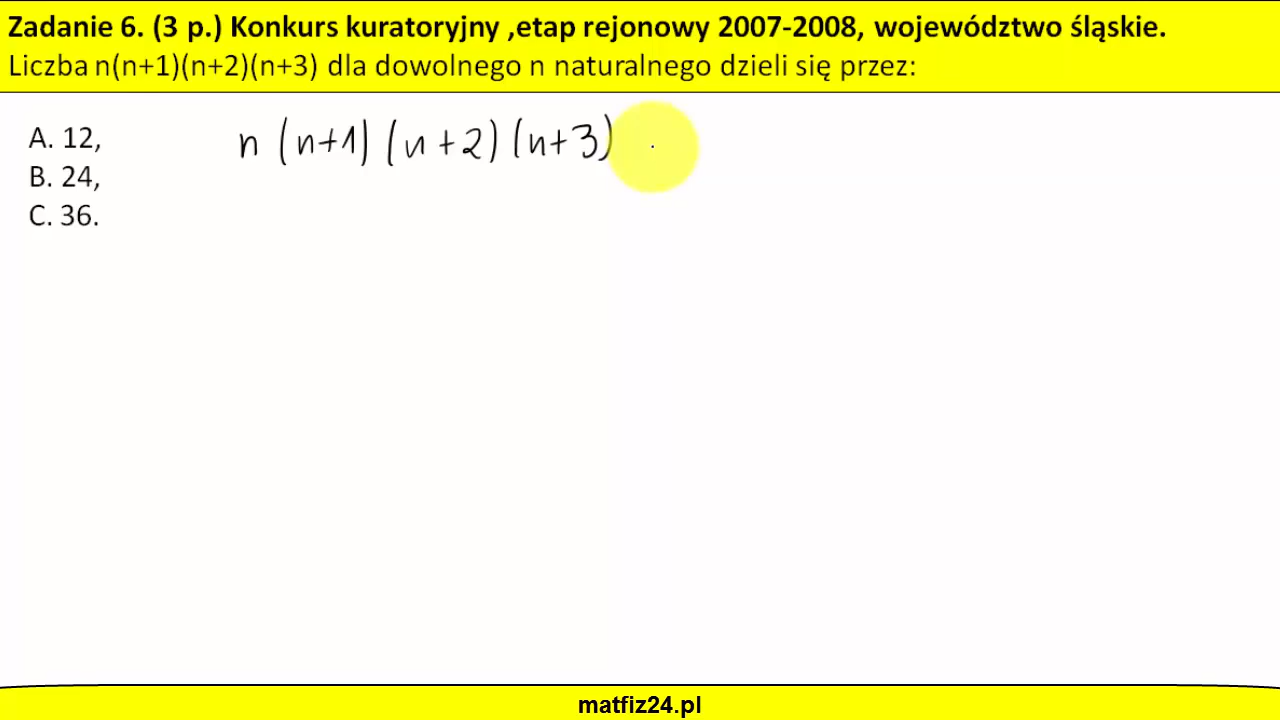 Zadanie 6. (3 p.) Konkurs kuratoryjny ,etap rejonowy 2007-2008, województwo śląskie.
Liczba n(n+1)(n+2)(n+3) dla dowolnego n naturalnego dzieli się przez:
A. 12,
n (n+1) (n+2) (n+3)
B. 24,
C. 36.
matfiz24.pl